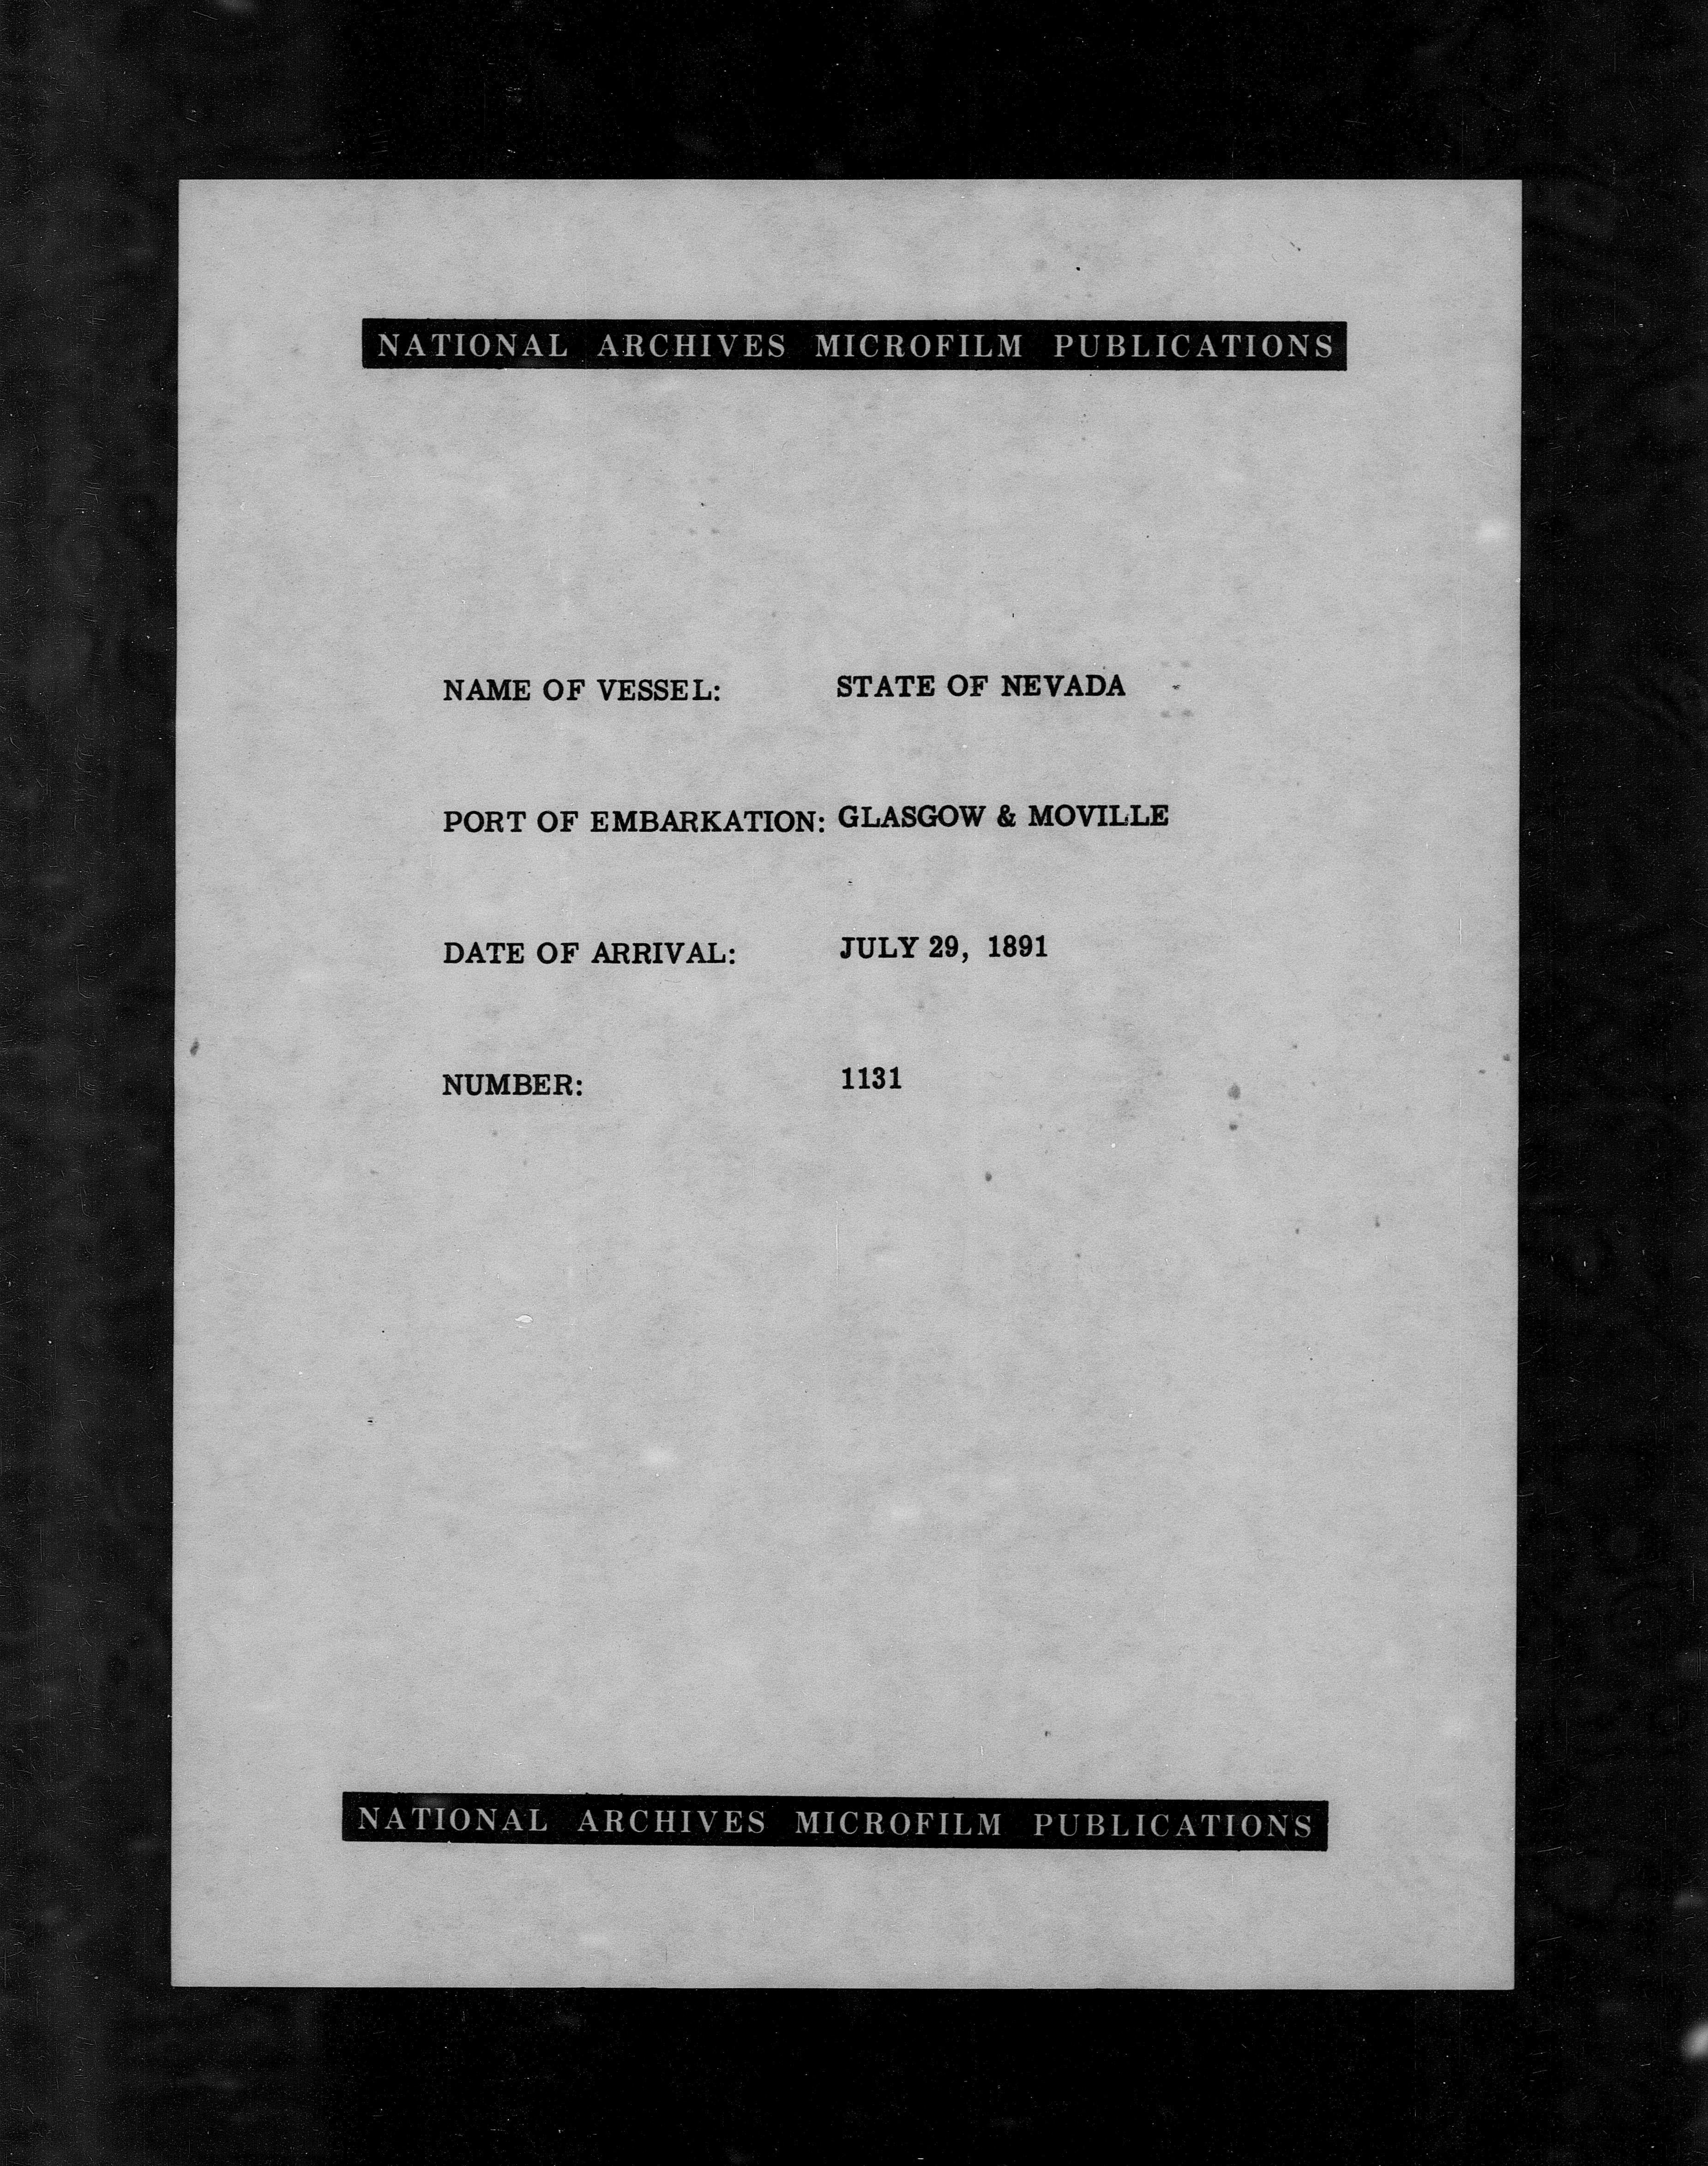 NATIONAL ARCHIVES MICROFILM PUBLICATIONS
NAME OF VESSEL: STATE OF NEVADA
PORT OF EMBARKATION: GLASGOW & MOVILLE
DATE OF ARRIVAL: JULY 29, 1891
NUMBER: 1131
NATIONAL ARCHIVES MICROFILM PUBLICATIONS